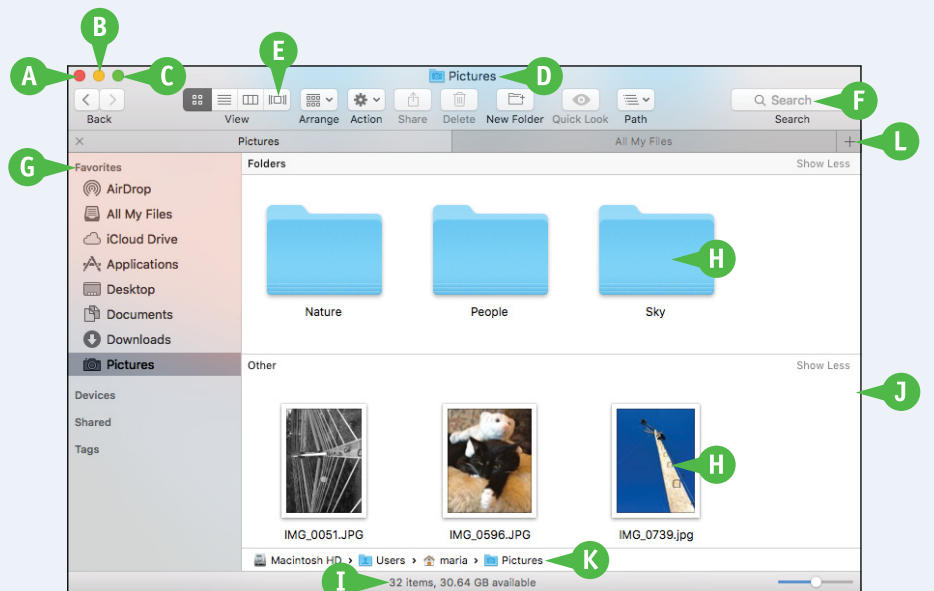 B
E
A
C
Pictures
D
Search
F
Back
View
Arrange
Action
Share
Delete
New Folder
Quick Look
Path
Search
Pictures
All My Files
L
G
Favorites
Folders
Show Less
AirDrop
All My Files
iCloud Drive
Applications
H
Desktop
Documents
Nature
People
Sky
Downloads
Pictures
Other
Show Less
Devices
J
Shared
Tags
H
IMG_0051.JPG
IMG_0596.JPG
IMG_0739.jpg
Macintosh HD › Users › maria › Pictures
K
I
32 items, 30.64 GB available